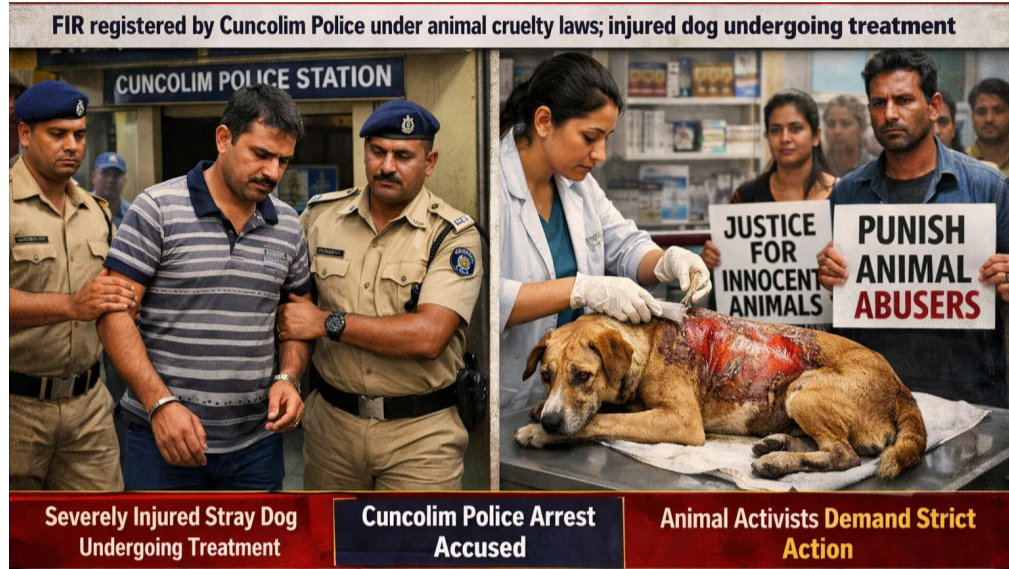 FIR registered by Cuncolim Police under animal cruelty laws; injured dog undergoing treatment
CUNCOLIM POLICE STATION
JUSTICE
FOR
INNOCENT
ANIMALS
PUNISH
ANIMAL
ABUSERS
Severely Injured Stray Dog
Undergoing Treatment
Cuncolim Police Arrest
Accused
Animal Activists Demand Strict
Action